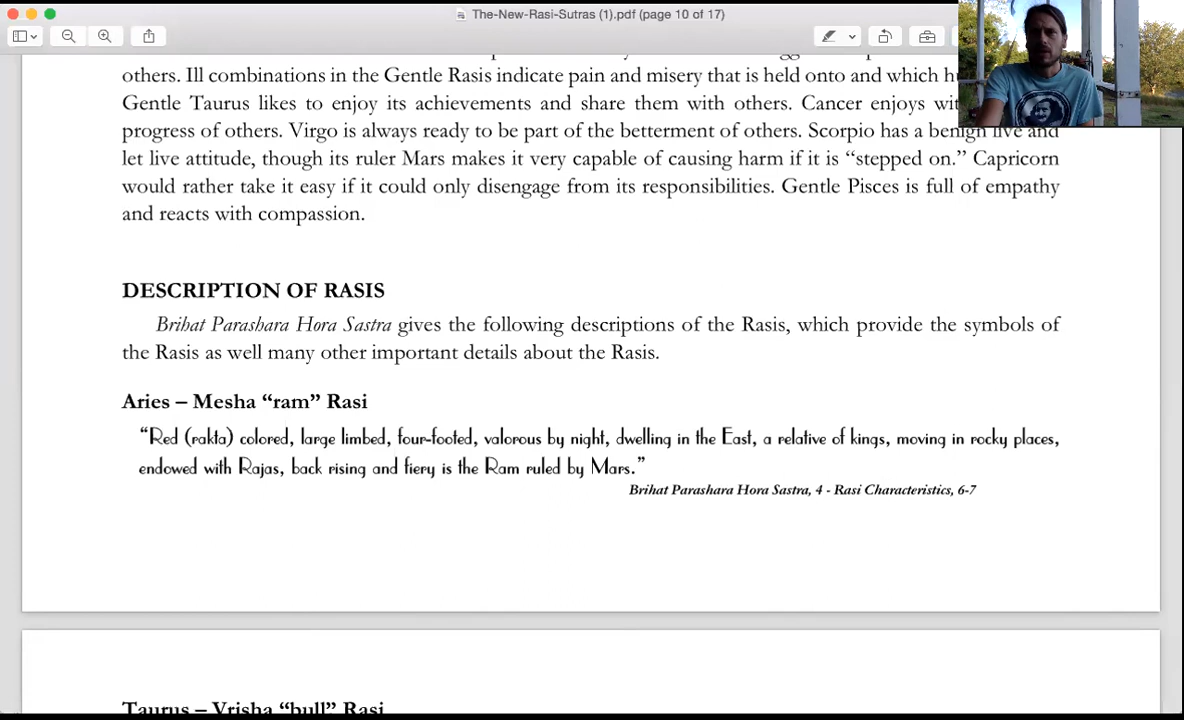 The-New-Rasi-Sutras (1).pdf (page 10 of 17)
others. Ill combinations in the Gentle Rasis indicate pain and misery that is held onto and which
Gentle Taurus likes to enjoy its achievements and share them with others. Cancer enjoys
progress of others. Virgo is always ready to be part of the betterment of others. Scorpio has a benign live and
let live attitude, though its ruler Mars makes it very capable of causing harm if it is “stepped on.” Capricorn
would rather take it easy if it could only disengage from its responsibilities. Gentle Pisces is full of empathy
and reacts with compassion.
DESCRIPTION OF RASIS
Brihat Parashara Hora Sastra gives the following descriptions of the Rasis, which provide the symbols of
the Rasis as well many other important details about the Rasis.
Aries – Mesha “ram” Rasi
“Red (rakta) colored, large limbed, four-footed, valorous by night, dwelling in the East, a relative of kings, moving in rocky places,
endowed with Rajas, back rising and fiery is the Ram ruled by Mars.”
Brihat Parashara Hora Sastra, 4 - Rasi Characteristics, 6-7
Taurus – Vrisha “bull” Rasi